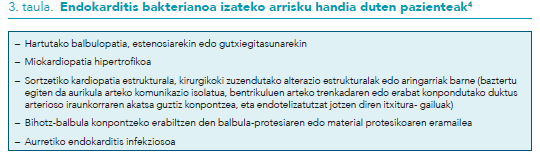 3. taula. Endokarditis bakterianoa izateko arrisku handia duten pazienteak⁴
– Hartutako balbulopatia, estenosiarekin edo gutxiegitasunarekin
– Miokardiopatia hipertrofikoa
– Sortzetiko kardiopatia estrukturala, kirurgikoki zuzendutako alterazio estrukturalak edo aringarriak barne (baztertu
egiten da aurikula arteko komunikazio isolatua, bentrikuluen arteko trenkadaren edo erabat konpondutako duktus
arterioso iraunkorraren akatsa guztiz konpontzea, eta endotelizatutzat jotzen diren itxitura- gailuak)
– Bihotz-balbula konpontzeko erabiltzen den balbula-protesiaren edo material protesikoaren eramailea
– Aurretiko endokarditis infekziosoa